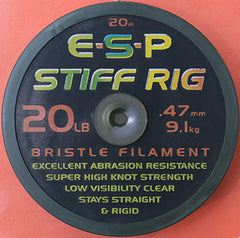 20m
E·S·P
STIFF RIG
20LB
.47mm
9.1kg
BRISTLE FILAMENT
EXCELLENT ABRASION RESISTANCE
SUPER HIGH KNOT STRENGTH
LOW VISIBILITY CLEAR
STAYS STRAIGHT
& RIGID